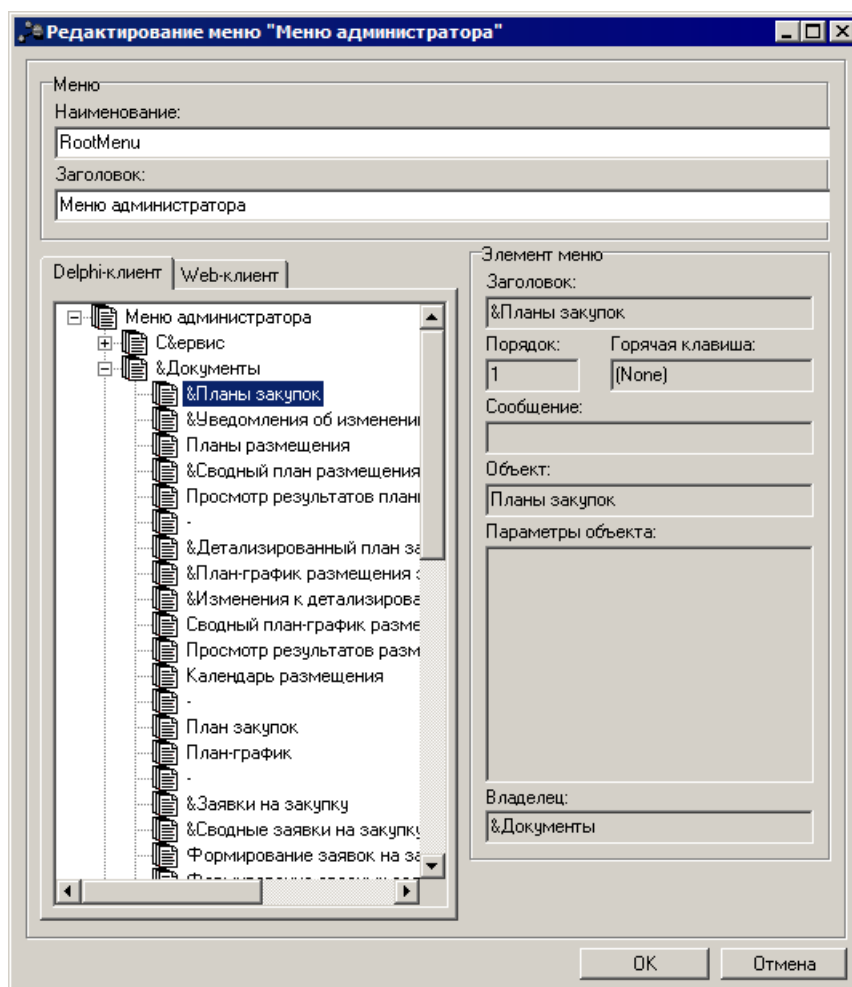 Редактирование меню "Меню администратора"
Меню
Наименование:
RootMenu
Заголовок:
Меню администратора
Delphi-клиент
Web-клиент
Меню администратора
С&ервис
&Документы
&Планы закупок
&Уведомления об изменени
Планы размещения
&Сводный план размещения
Просмотр результатов плани
-
&Детализированный план за
&План-график размещения з
&Изменения к детализирова
Сводный план-график разме
Просмотр результатов разм
Календарь размещения
-
План закупок
План-график
-
&Заявки на закупку
&Сводные заявки на закупку
Формирование заявок на за
Элемент меню
Заголовок:
&Планы закупок
Порядок:
Горячая клавиша:
1
(None)
Сообщение:
Объект:
Планы закупок
Параметры объекта:
Владелец:
&Документы
OK
Отмена